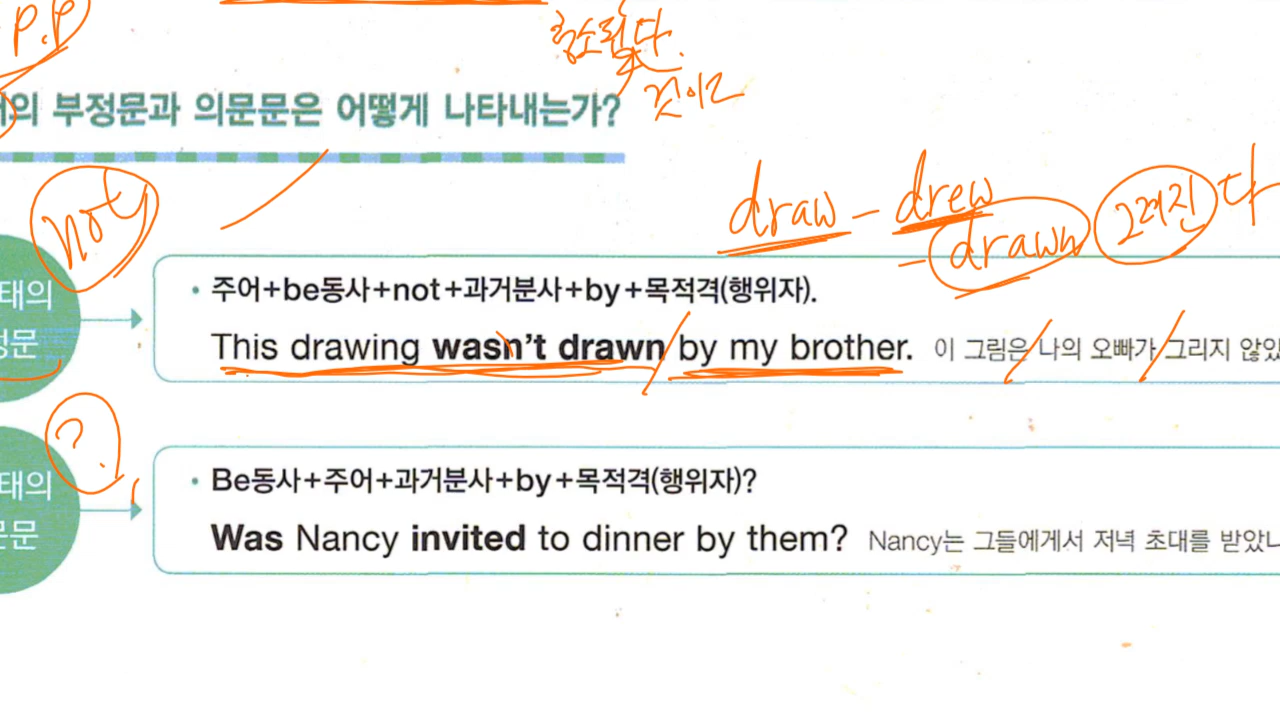 P.P
청소된다.
것이고
의 부정문과 의문문은 어떻게 나타내는가?
not
draw - drew
- drawn 그려진다
태의
정문
• 주어+be동사+not+과거분사+by+목적격(행위자).
This drawing wasn't drawn by my brother. 이 그림은 나의 오빠가 그리지 않았
?
태의
문문
• Be동사+주어+과거분사+by+목적격(행위자)?
Was Nancy invited to dinner by them? Nancy는 그들에게서 저녁 초대를 받았니